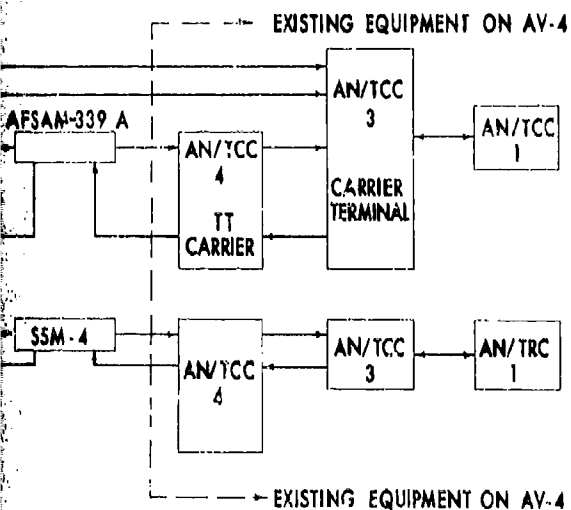 EXISTING EQUIPMENT ON AV-4
AFSAM-339 A
AN/TCC
4
TT
CARRIER
AN/TCC
3
CARRIER
TERMINAL
AN/TCC
1
SSM-4
AN/TCC
4
AN/TCC
3
AN/TRC
1
EXISTING EQUIPMENT ON AV-4